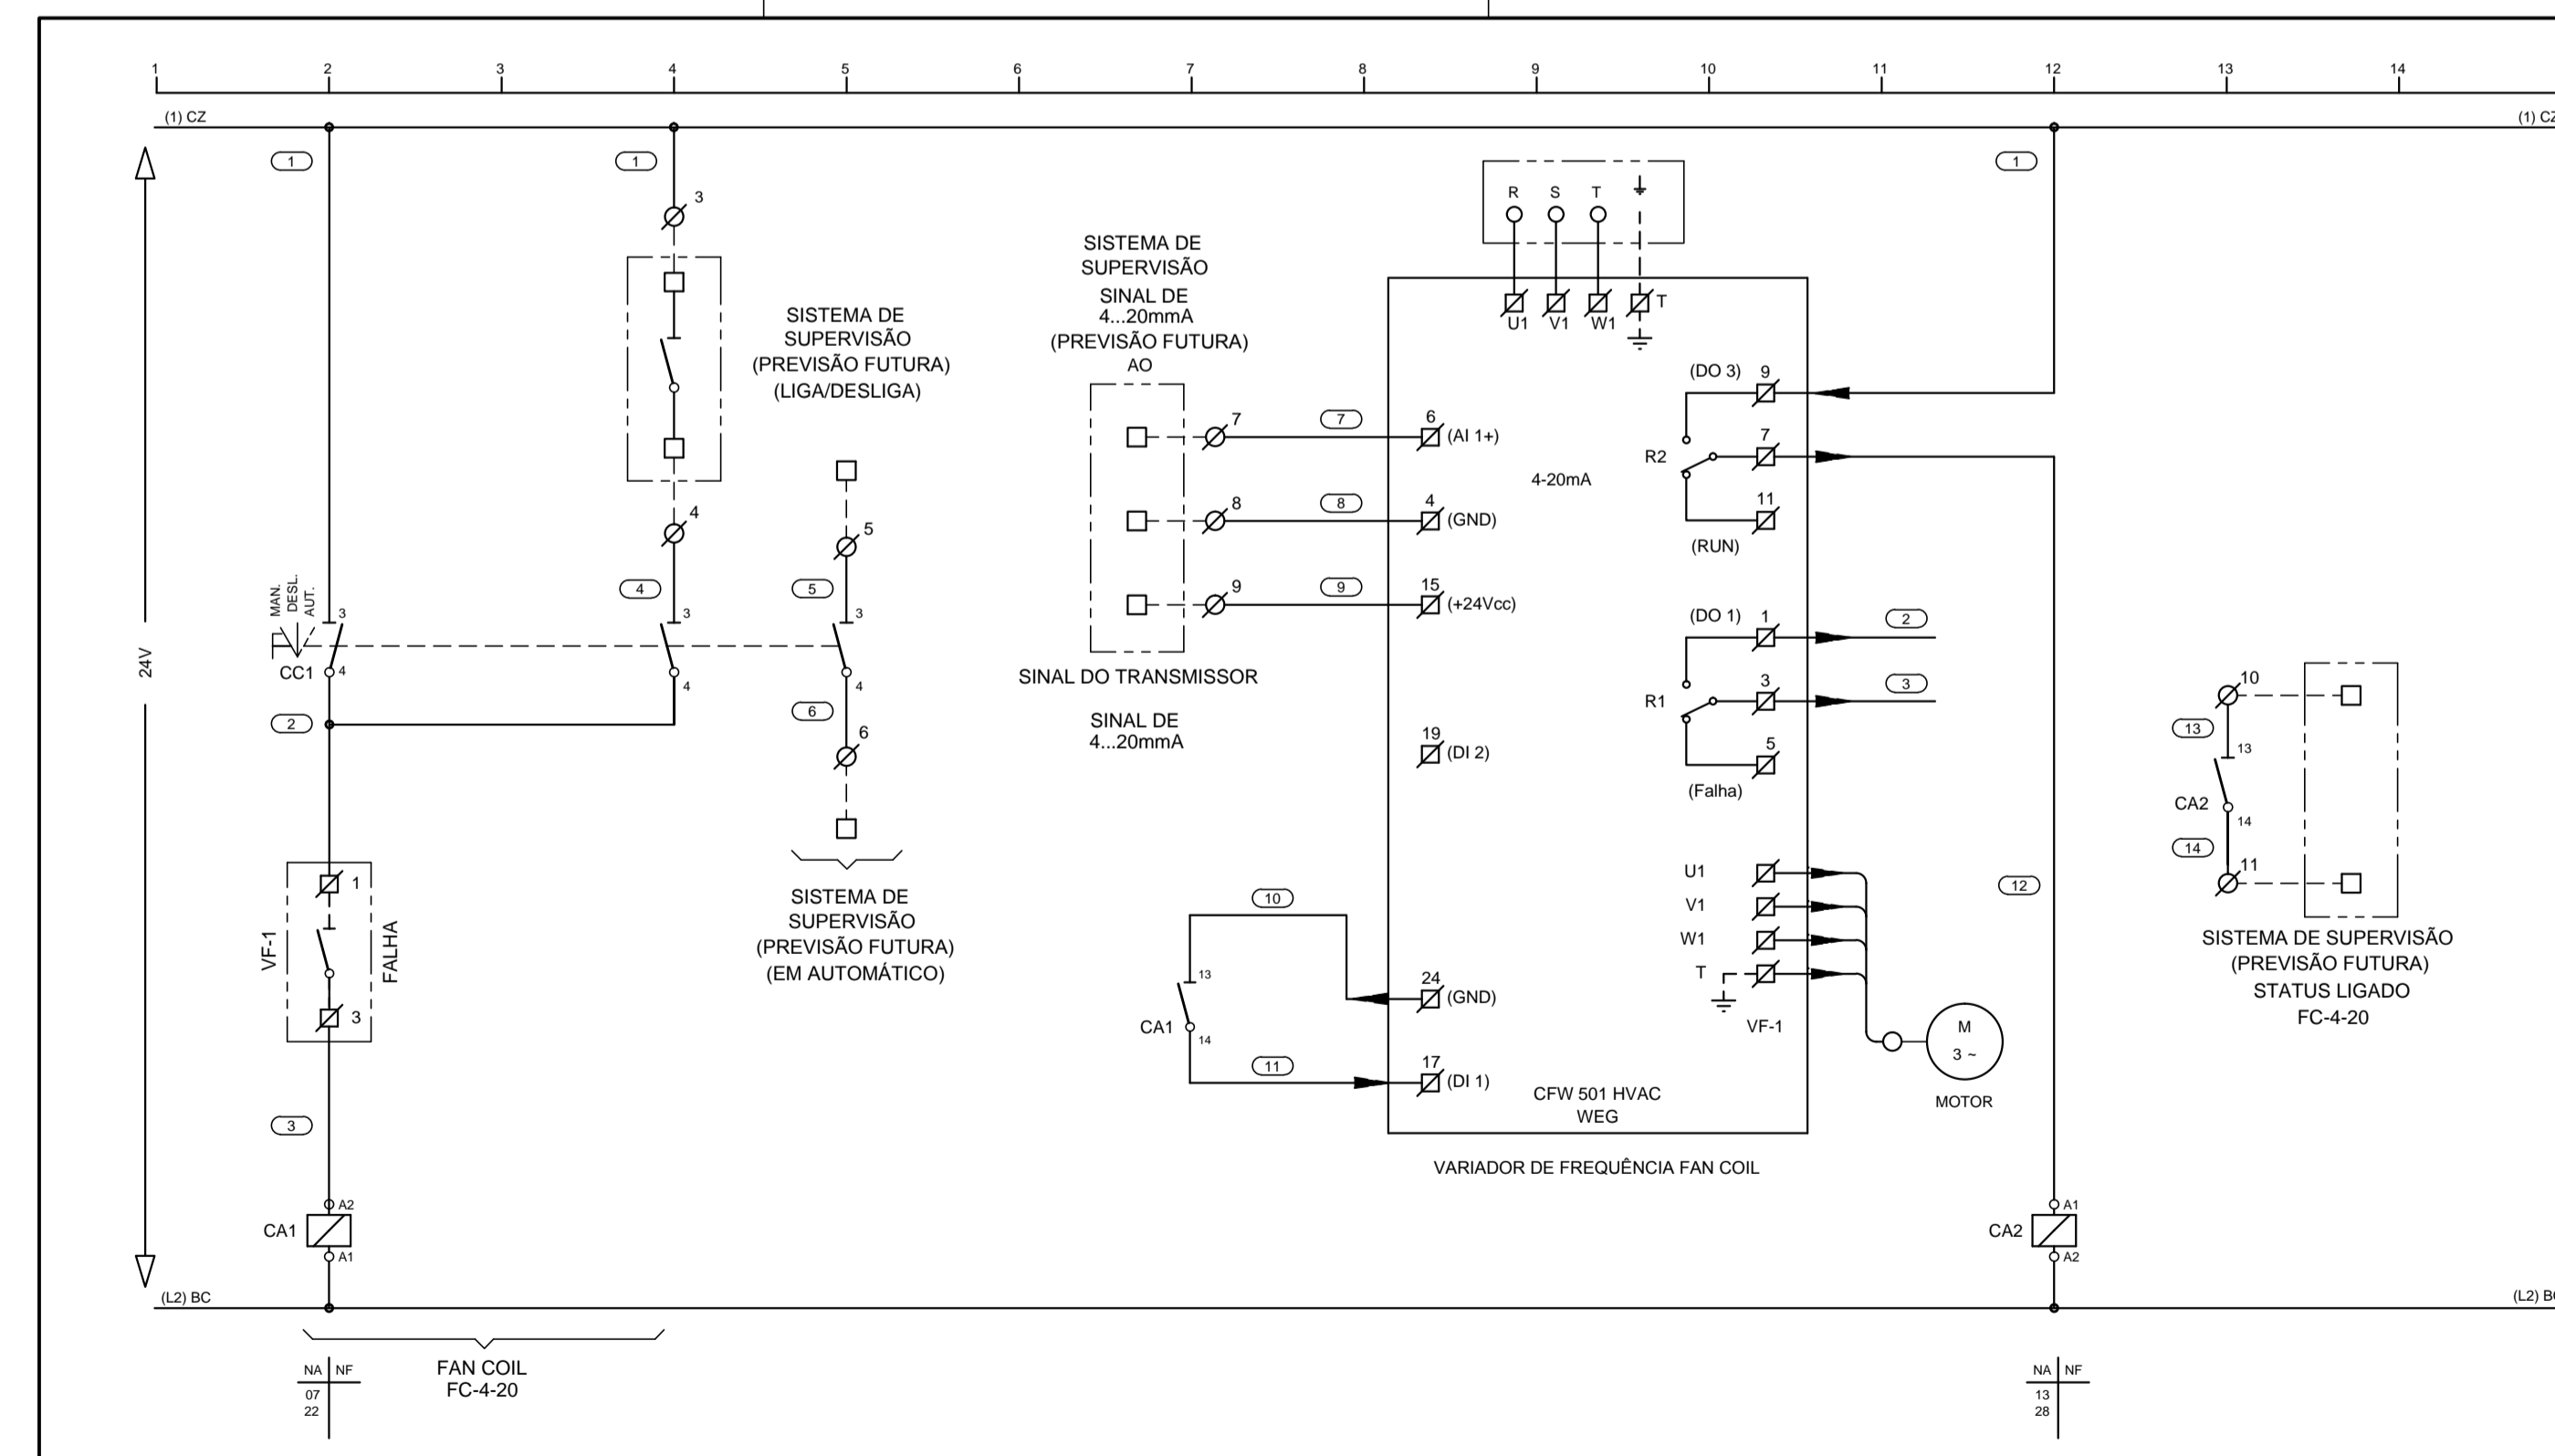 1 2 3 4 5 6 7 8 9 10 11 12 13 14
(1) CZ
(1) CZ
1
1
1
3
24V
SISTEMA DE
SUPERVISÃO
(PREVISÃO FUTURA)
(LIGA/DESLIGA)
4
4
5
5
MAN.
DESL.
AUT.
3
4
CC1
3
4
3
4
2
6
6
SISTEMA DE
SUPERVISÃO
(PREVISÃO FUTURA)
(EM AUTOMÁTICO)
VF-1
1
3
FALHA
3
A2
CA1
A1
(L2) BC
FAN COIL
FC-4-20
NA NF
07
22
SISTEMA DE
SUPERVISÃO
SINAL DE
4...20mmA
(PREVISÃO FUTURA)
AO
7
7
8
8
9
9
SINAL DO TRANSMISSOR
SINAL DE
4...20mmA
R S T
U1 V1 W1 T
6
(AI 1+)
4
(GND)
15
(+24Vcc)
4-20mA
19
(DI 2)
24
(GND)
17
(DI 1)
10
13
CA1
14
11
(DO 3) 9
7
R2
11
(RUN)
(DO 1) 1
2
3
3
R1
5
(Falha)
U1
V1
W1
T
VF-1
CFW 501 HVAC
WEG
VARIADOR DE FREQUÊNCIA FAN COIL
M
3 ~
MOTOR
12
A1
CA2
A2
NA NF
13
28
10
13
13
CA2
14
14
11
SISTEMA DE SUPERVISÃO
(PREVISÃO FUTURA)
STATUS LIGADO
FC-4-20